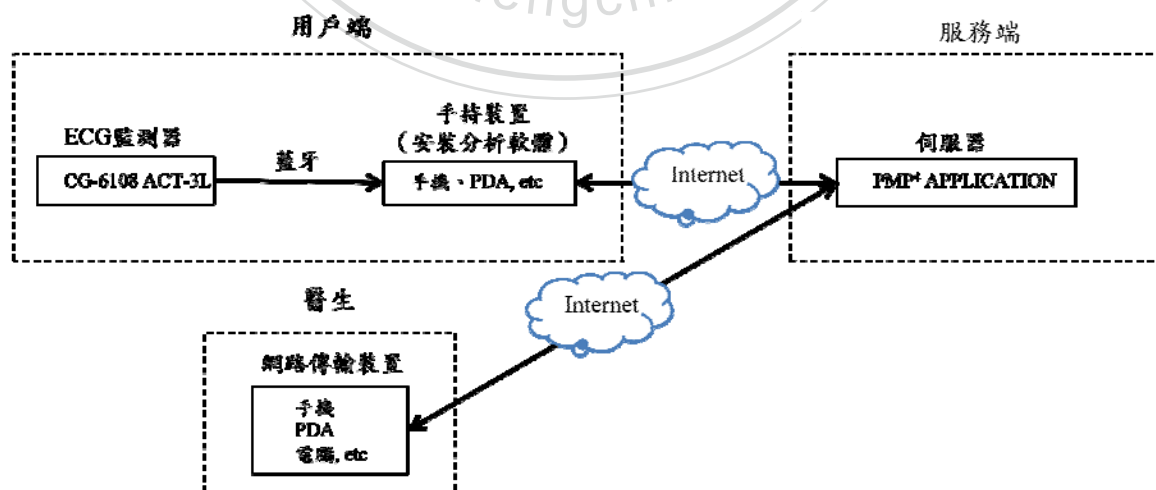 engch
用戶端
服務端
ECG監測器
CG-6108 ACT-3L
藍牙
手持裝置
(安裝分析軟體)
手機、PDA, etc
Internet
伺服器
PMP⁴ APPLICATION
醫生
Internet
網路傳輸裝置
手機
PDA
電腦, etc